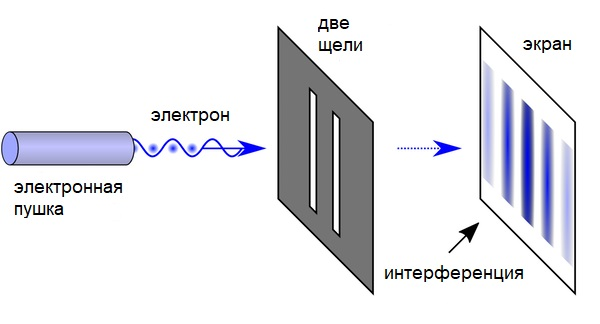 две
щели
экран
электрон
электронная
пушка
интерференция